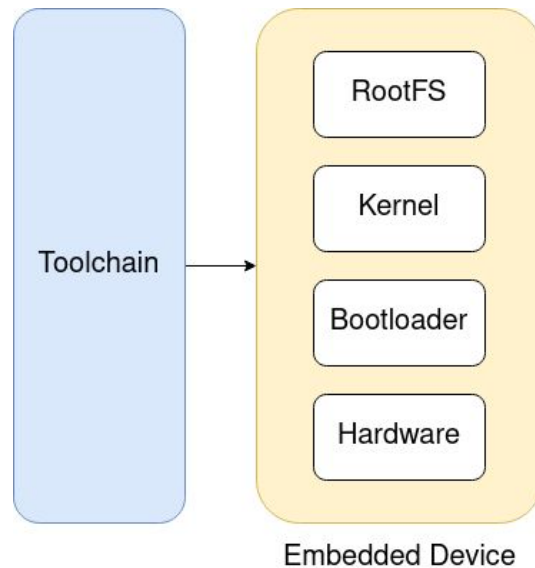 Toolchain
RootFS
Kernel
Bootloader
Hardware
Embedded Device